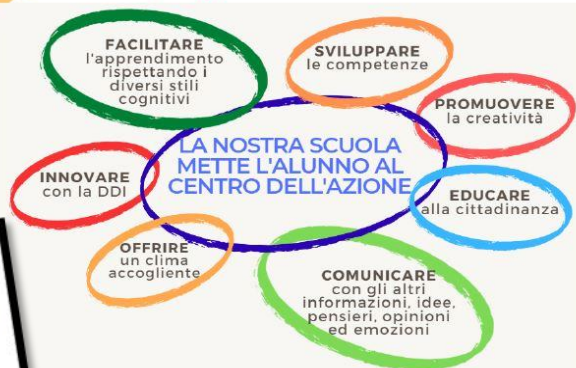 FACILITARE
l'apprendimento
rispettando i
diversi stili
cognitivi
SVILUPPARE
le competenze
PROMUOVERE
la creatività
LA NOSTRA SCUOLA
METTE L'ALUNNO AL
CENTRO DELL'AZIONE
INNOVARE
con la DDI
EDUCARE
alla cittadinanza
OFFRIRE
un clima
accogliente
COMUNICARE
con gli altri
informazioni, idee,
pensieri, opinioni
ed emozioni